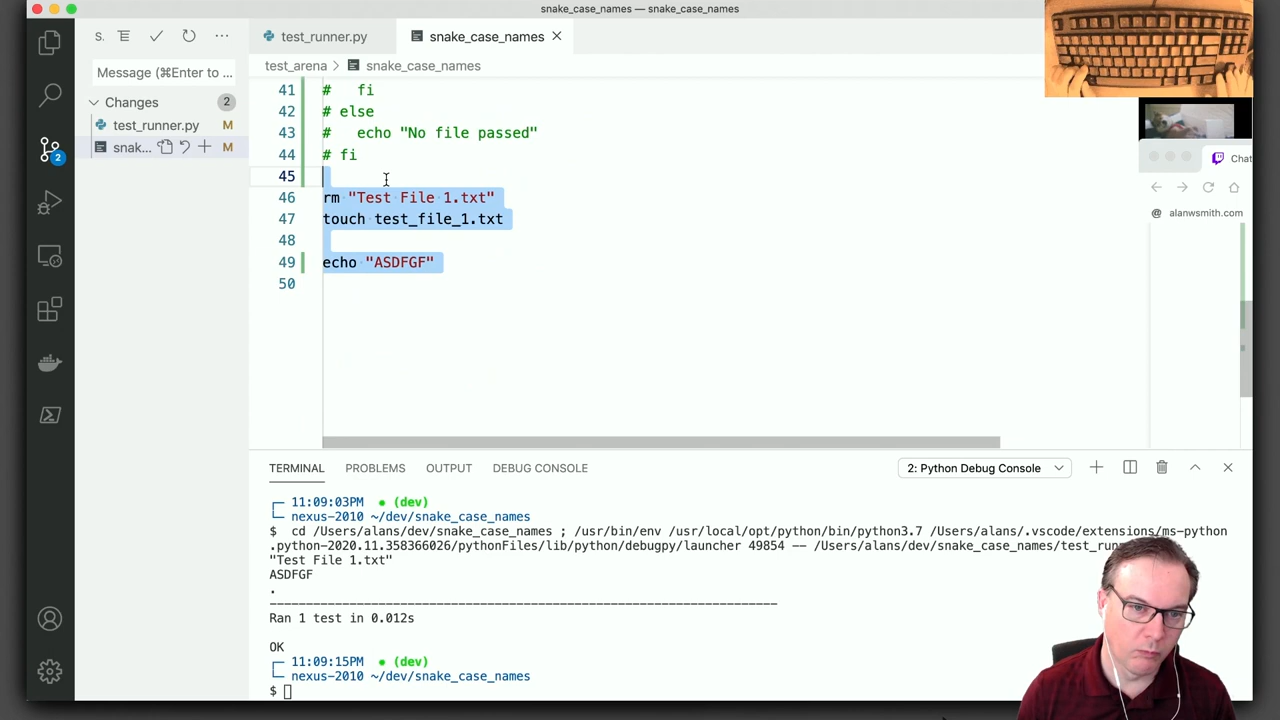 snake_case_names — snake_case_names
S.
test_runner.py
snake_case_names
Message (⌘Enter to ...
test_arena > snake_case_names
Changes 2
test_runner.py M
snak... M
2
41 # fi
42 # else
43 # echo "No file passed"
44 # fi
45
46 rm "Test File 1.txt"
47 touch test_file_1.txt
48
49 echo "ASDFGF"
50
Chat
@ alanwsmith.com
TERMINAL PROBLEMS OUTPUT DEBUG CONSOLE 2: Python Debug Console
11:09:03PM (dev)
nexus-2010 ~/dev/snake_case_names
$ cd /Users/alans/dev/snake_case_names ; /usr/bin/env /usr/local/opt/python/bin/python3.7 /Users/alans/.vscode/extensions/ms-python
.python-2020.11.358366026/pythonFiles/lib/python/debugpy/launcher 49854 -- /Users/alans/dev/snake_case_names/test_run
"Test File 1.txt"
ASDFGF
.
----------------------------------------------------------------------
Ran 1 test in 0.012s
OK
11:09:15PM (dev)
nexus-2010 ~/dev/snake_case_names
$